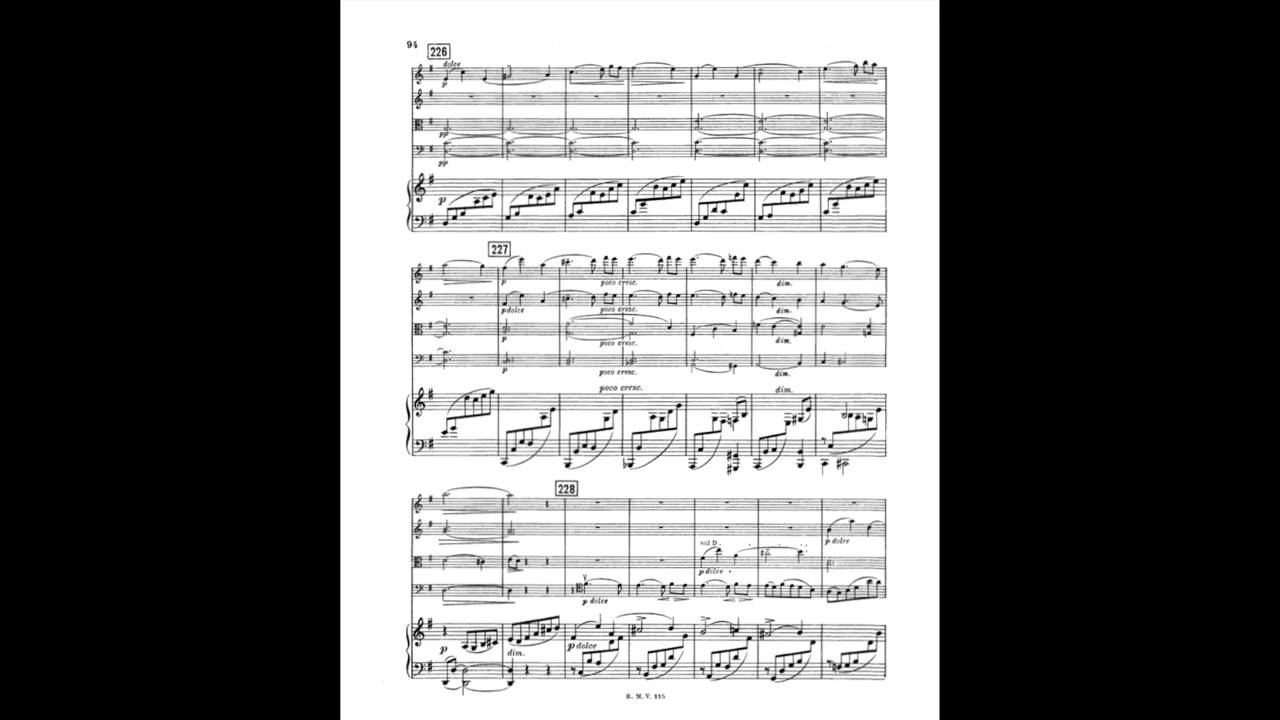 94
226
dolce
p
pp
pp
p
227
p poco cresc. dim.
p dolce poco cresc. dim.
p poco cresc. dim.
p poco cresc. dim.
poco cresc. dim.
228
sul D
p dolce
p dolce
p dolce
p dim. p dolce
R. M. V. 115